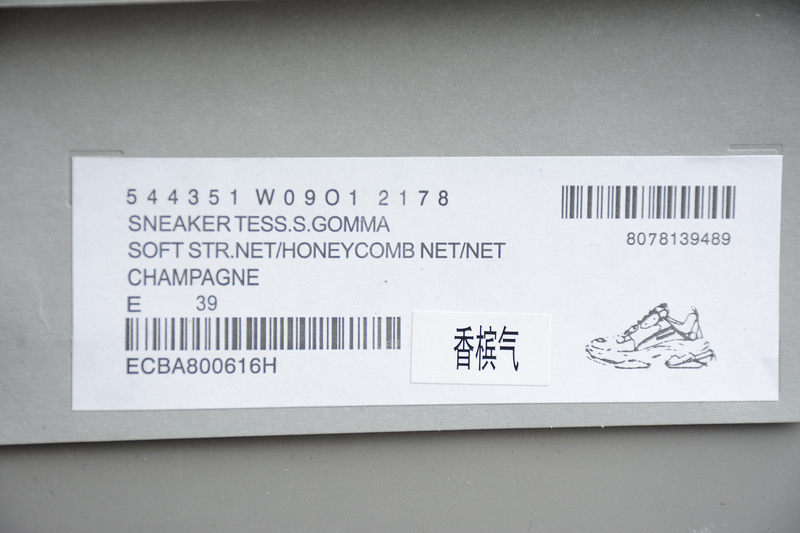 544351 W09O1 2178
SNEAKER TESS.S.GOMMA
SOFT STR.NET/HONEYCOMB NET/NET
CHAMPAGNE
E 39
ECBA800616H
8078139489
香槟气